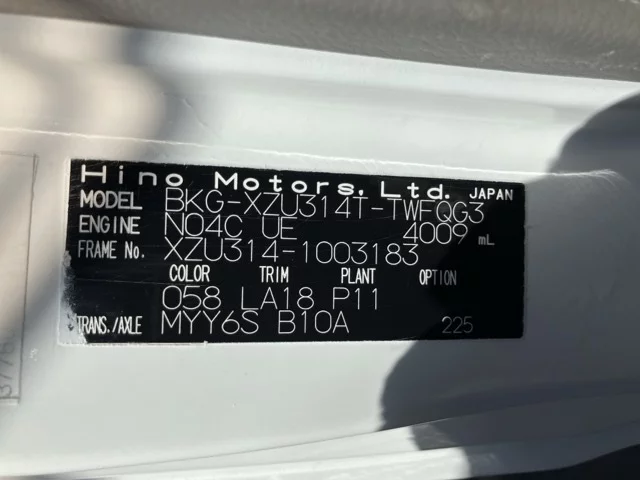 Hino Motors, Ltd. JAPAN
MODEL BKG-XZU314T-TWFQG3
ENGINE N04C UE 4009 mL
FRAME No. XZU314-1003183
COLOR TRIM PLANT OPTION
058 LA18 P11
TRANS./AXLE MYY6S B10A 225